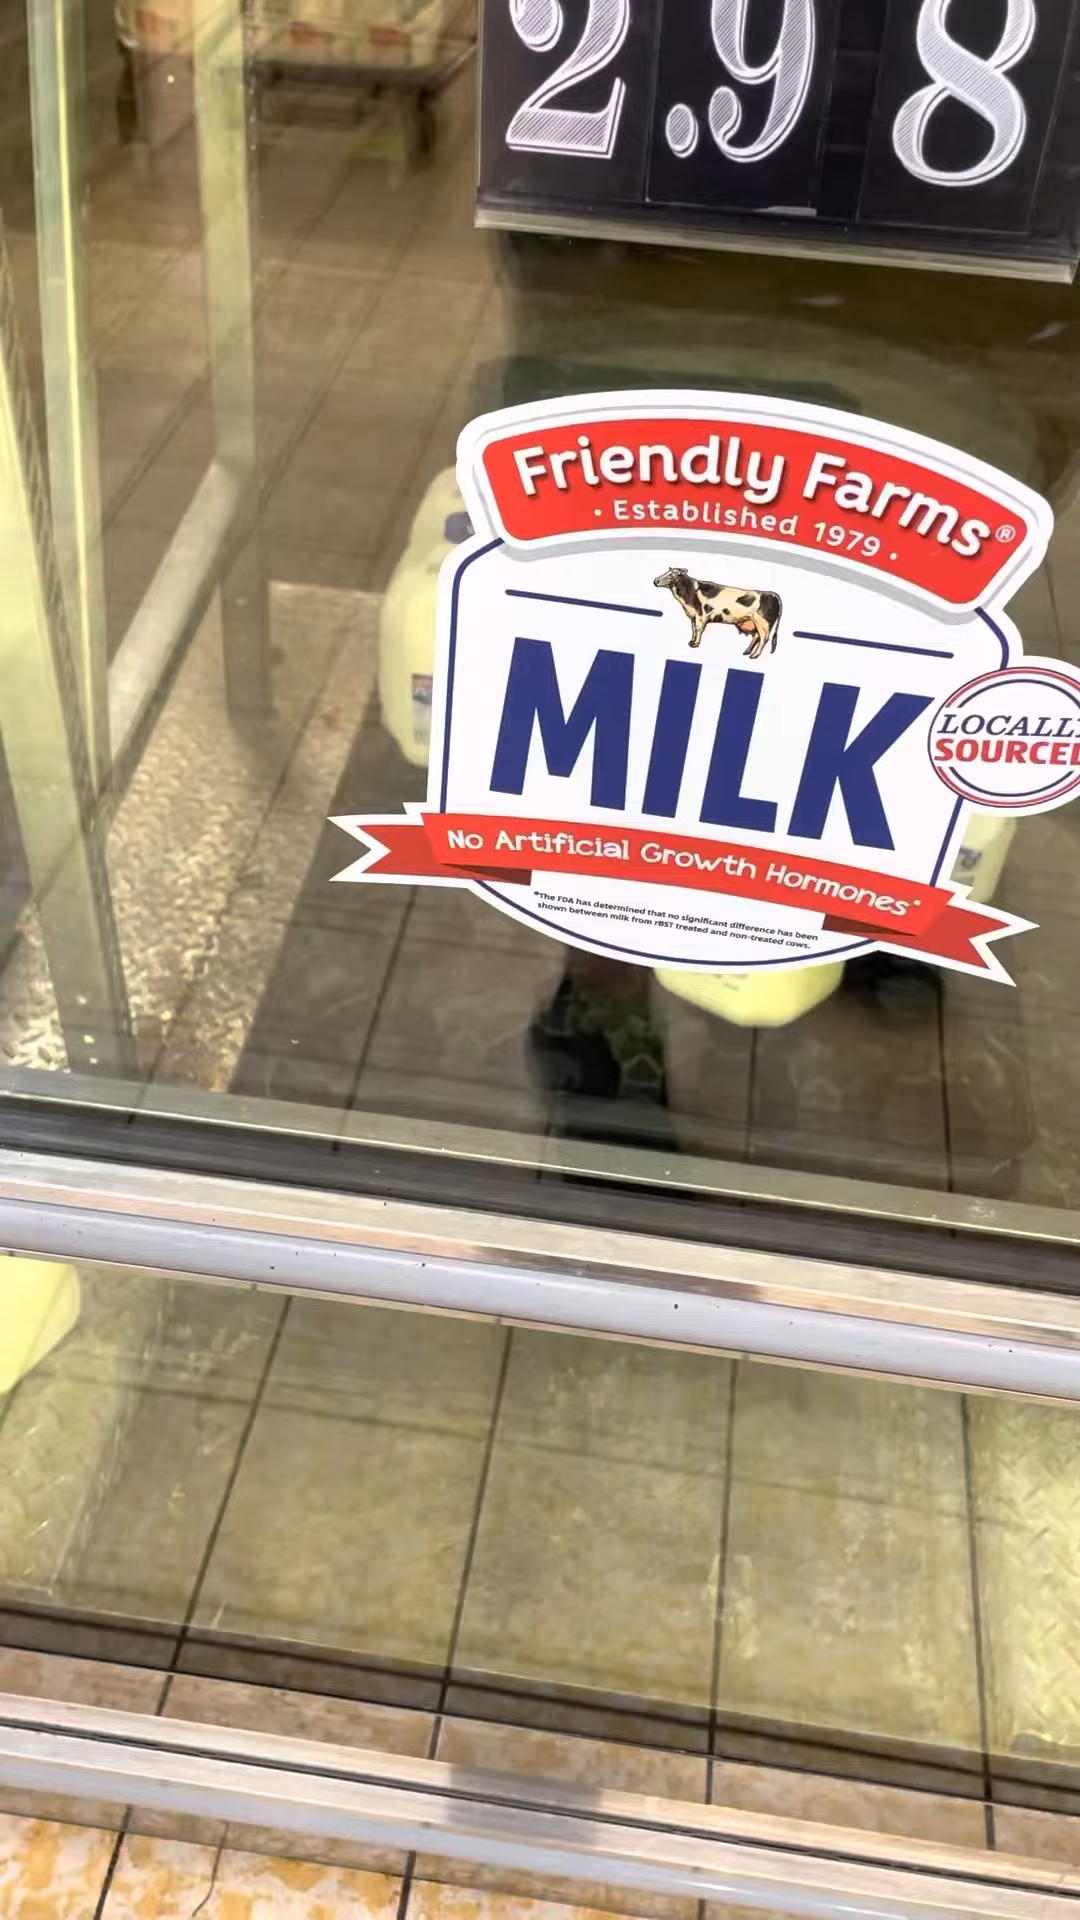 2.98
Friendly Farms®
· Established 1979 ·
MILK
LOCALLY
SOURCED
No Artificial Growth Hormones*
*The FDA has determined that no significant difference has been
shown between milk from rBST treated and non-treated cows.